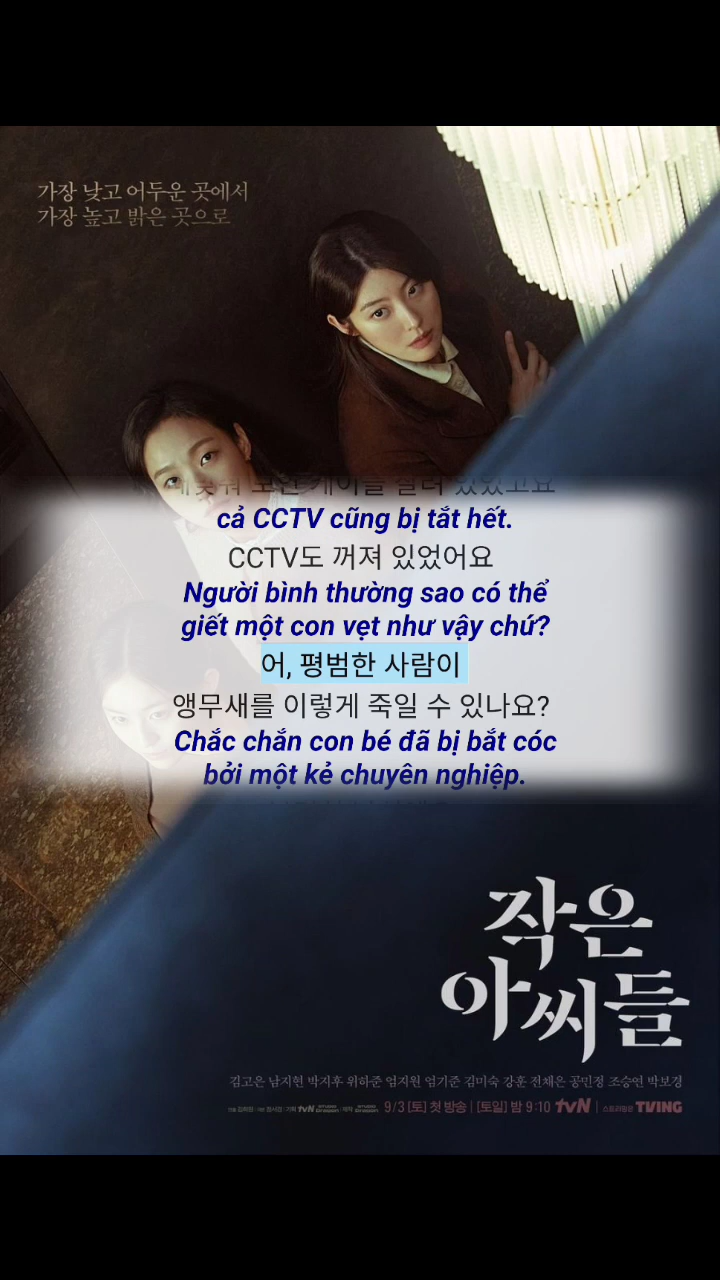 가장 낮고 어두운 곳에서
가장 높고 밝은 곳으로
cả CCTV cũng bị tắt hết.
CCTV도 꺼져 있었어요
Người bình thường sao có thể
giết một con vẹt như vậy chứ?
어, 평범한 사람이
앵무새를 이렇게 죽일 수 있나요?
Chắc chắn con bé đã bị bắt cóc
bởi một kẻ chuyên nghiệp.
작은
아씨들
김고은 남지현 박지후 위하준 엄지원 엄기준 김미숙 강훈 전채은 공민정 조승연 박보경
9/3 [토] 첫 방송 | [토일] 밤 9:10 tvN | 스트리밍은 TVING